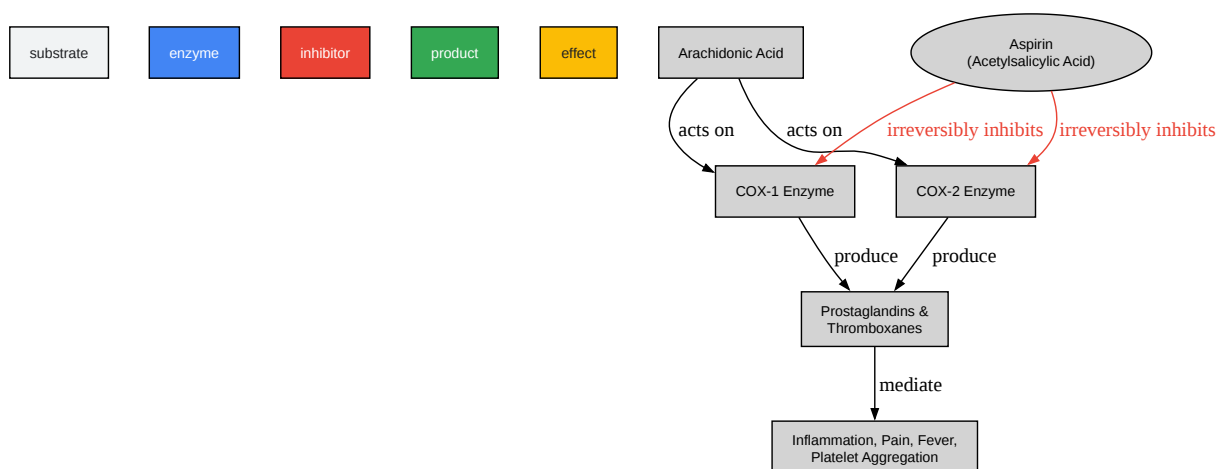 substrate
enzyme
inhibitor
product
effect
Arachidonic Acid
Aspirin
(Acetylsalicylic Acid)
acts on
acts on
irreversibly inhibits
irreversibly inhibits
COX-1 Enzyme
COX-2 Enzyme
produce
produce
Prostaglandins &
Thromboxanes
mediate
Inflammation, Pain, Fever,
Platelet Aggregation